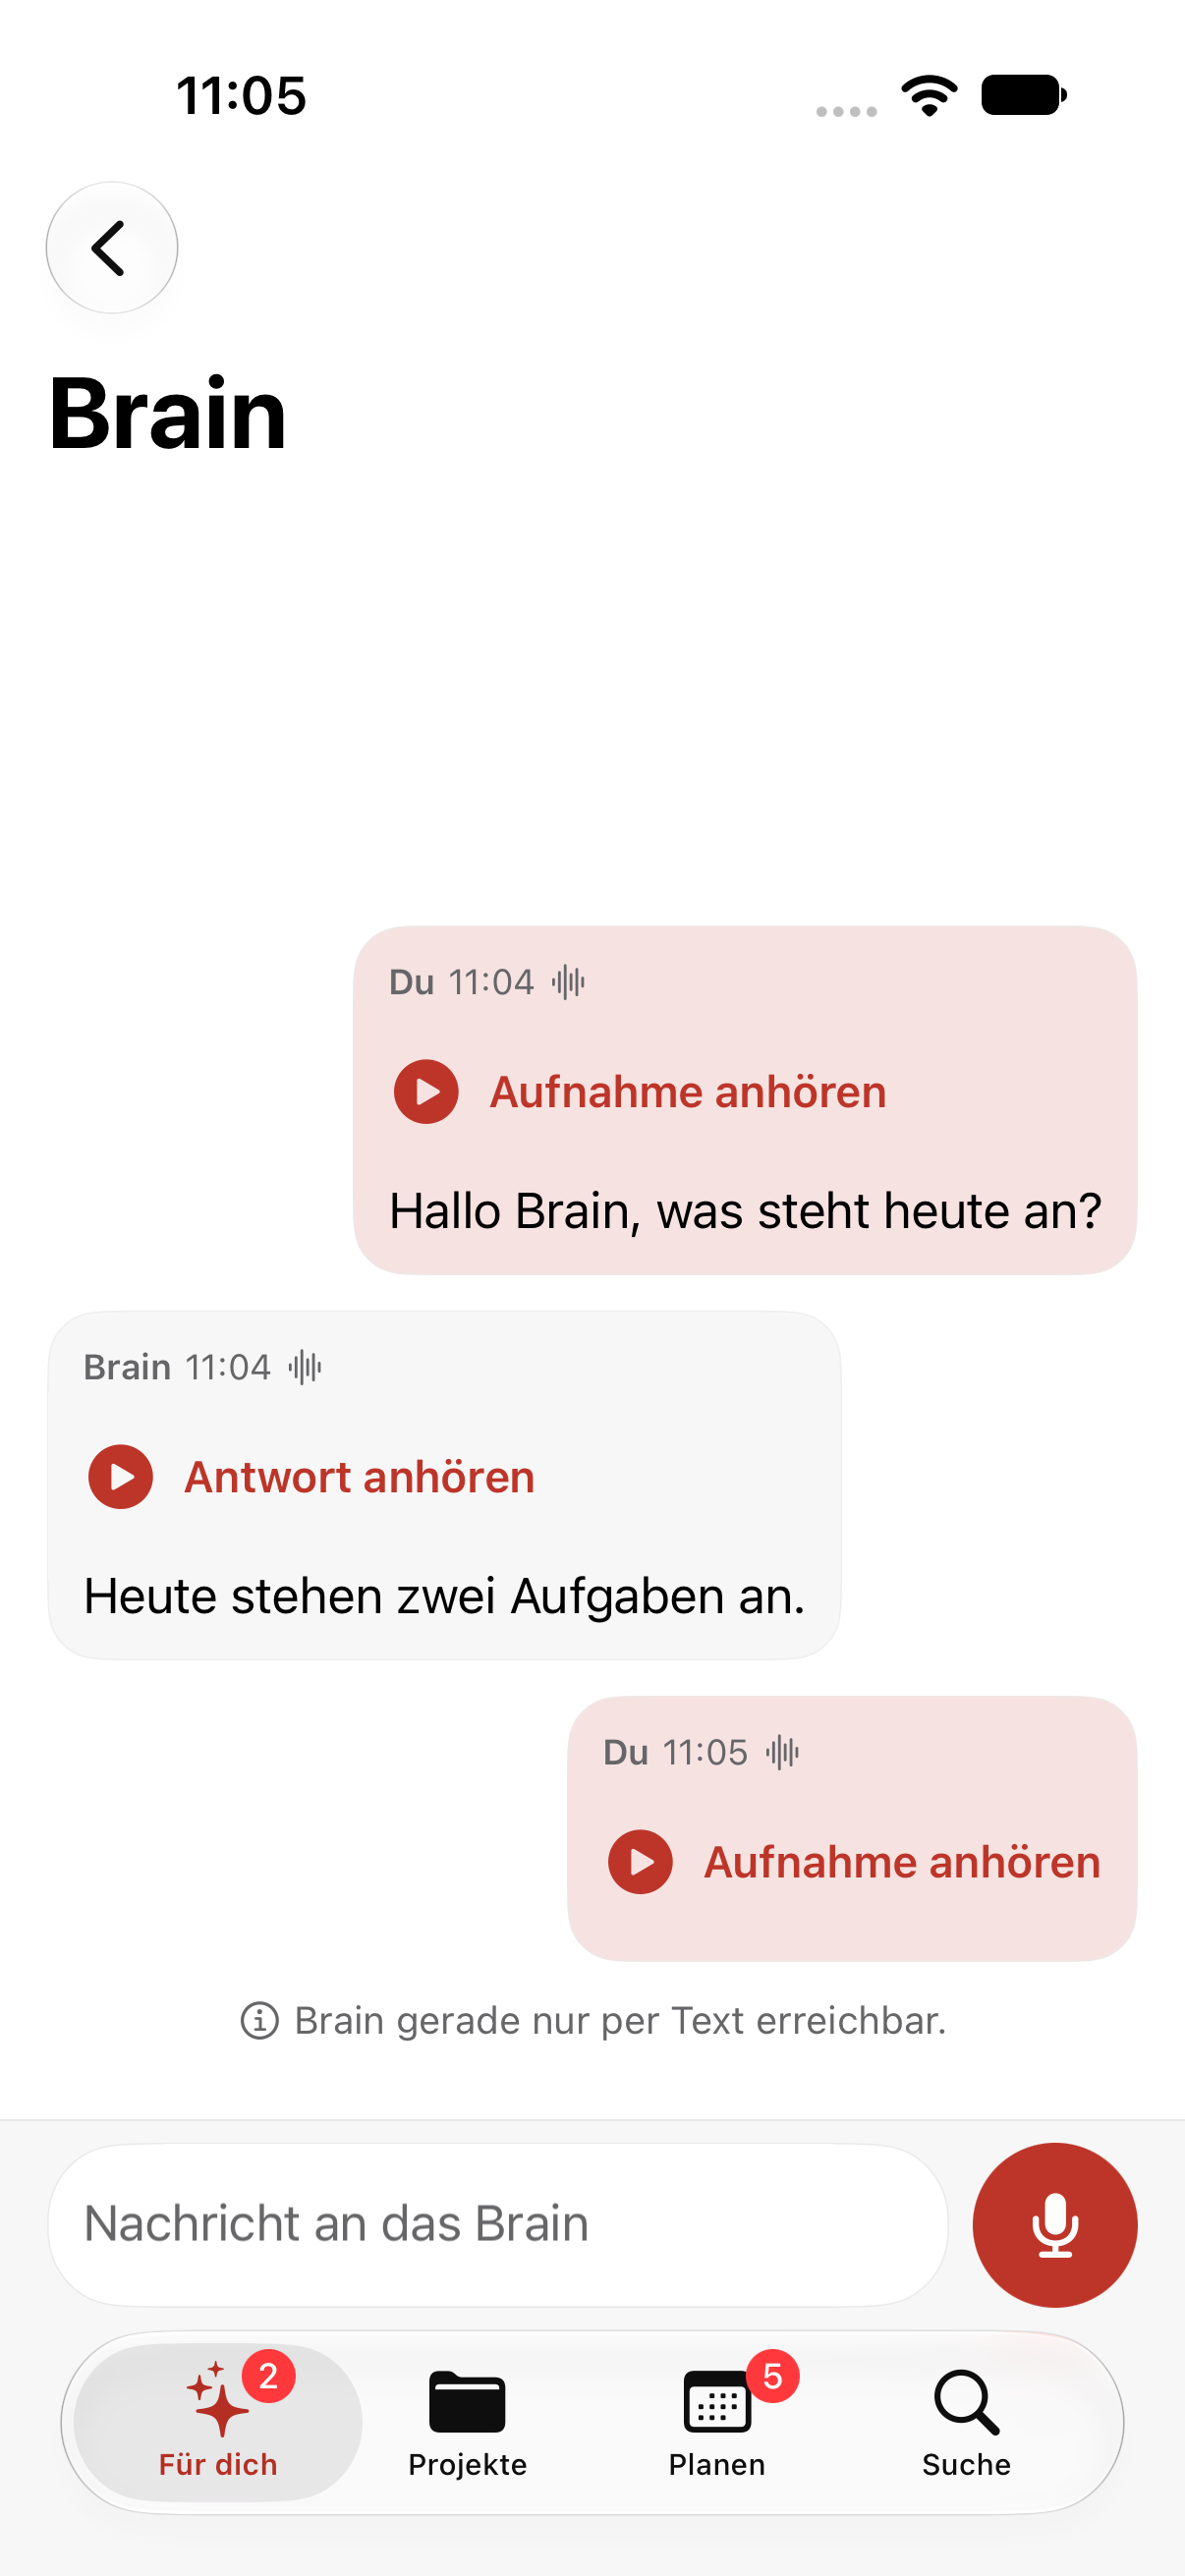 11:05
Brain
Du 11:04
Aufnahme anhören
Hallo Brain, was steht heute an?
Brain 11:04
Antwort anhören
Heute stehen zwei Aufgaben an.
Du 11:05
Aufnahme anhören
Brain gerade nur per Text erreichbar.
Nachricht an das Brain
2
5
Für dich
Projekte
Planen
Suche